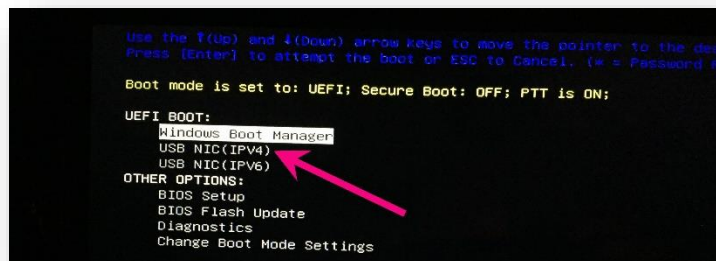 Use the ↑(Up) and ↓(Down) arrow keys to move the pointer to the
Press [Enter] to attempt the boot or ESC to Cancel. (* = Password
Boot mode is set to: UEFI; Secure Boot: OFF; PTT is ON;
UEFI BOOT:
Windows Boot Manager
USB NIC(IPV4)
USB NIC(IPV6)
OTHER OPTIONS:
BIOS Setup
BIOS Flash Update
Diagnostics
Change Boot Mode Settings